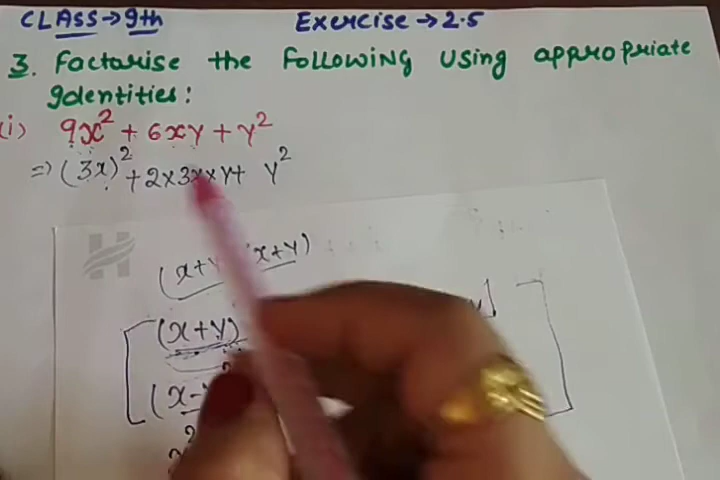 CLASS→9th Exercise→2.5
3. Factarise the following using appropriate
Identities:
(i) 9x² + 6xy + y²
⇒ (3x)² + 2×3x×y + y²
(x+y) (x+y)
(x+y)